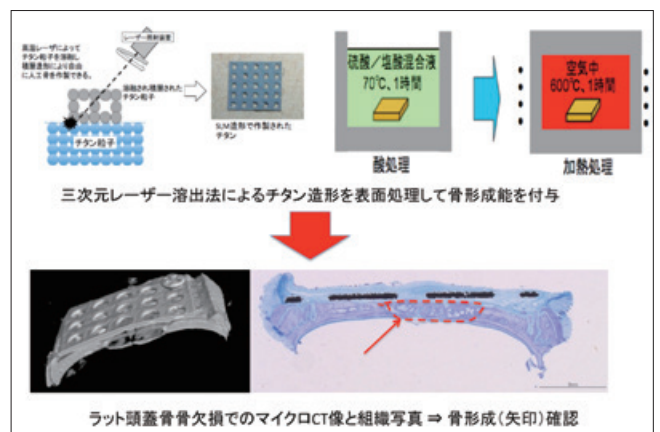 レーザー照射装置
高温レーザによって
チタン粒子を溶融し
積層造形により自由
に人工骨を作製できる。
溶融され積層された
チタン粒子
チタン粒子
SLM造形で作製された
チタン
硫酸/塩酸混合液
70℃、1時間
酸処理
空気中
600℃、1時間
加熱処理
三次元レーザー溶出法によるチタン造形を表面処理して骨形成能を付与
ラット頭蓋骨骨欠損でのマイクロCT像と組織写真 ⇒ 骨形成(矢印)確認